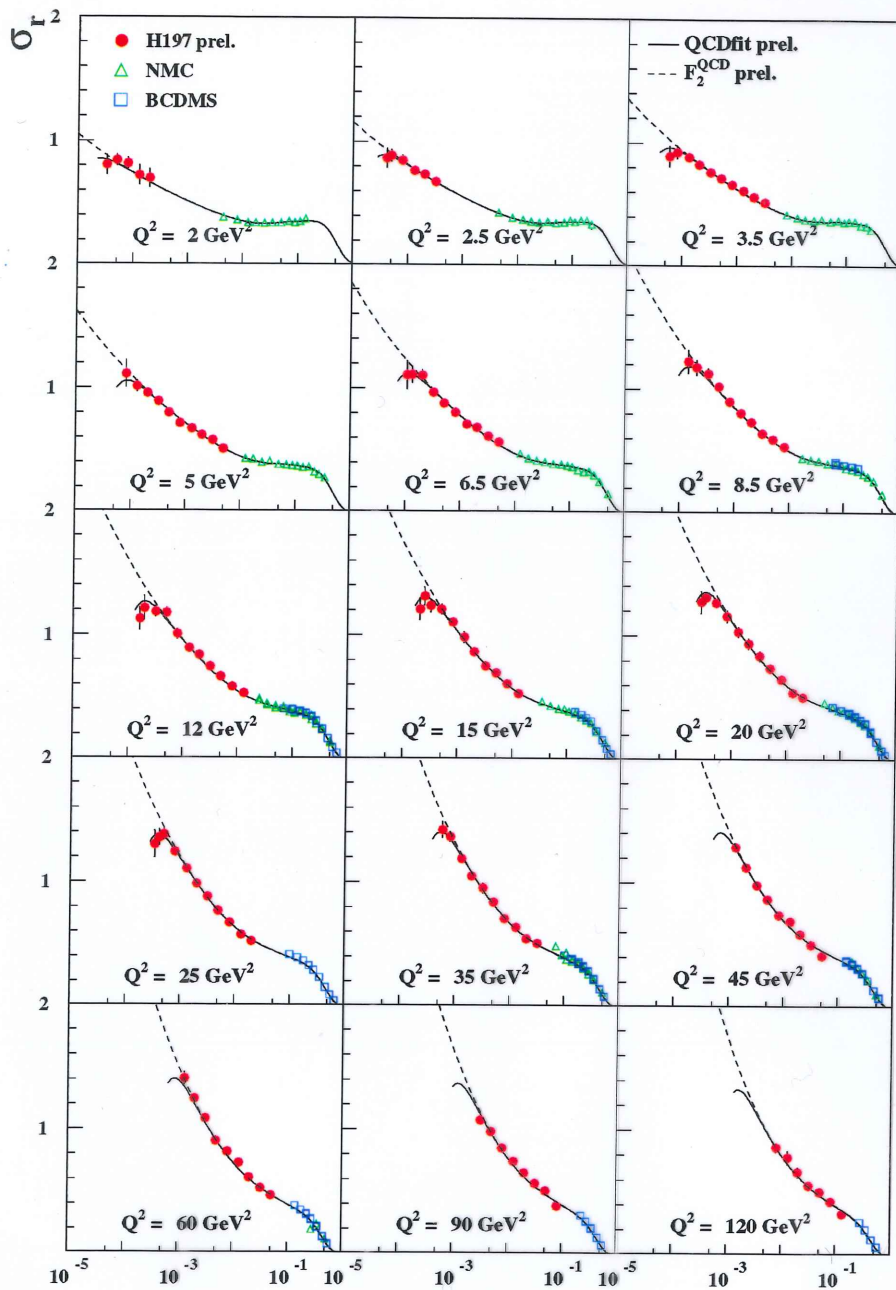 σr
2
H197 prel.
NMC
BCDMS
QCDfit prel.
F₂^QCD prel.
1
Q² = 2 GeV²
Q² = 2.5 GeV²
Q² = 3.5 GeV²
2
1
Q² = 5 GeV²
Q² = 6.5 GeV²
Q² = 8.5 GeV²
2
1
Q² = 12 GeV²
Q² = 15 GeV²
Q² = 20 GeV²
2
1
Q² = 25 GeV²
Q² = 35 GeV²
Q² = 45 GeV²
2
1
Q² = 60 GeV²
Q² = 90 GeV²
Q² = 120 GeV²
10⁻⁵ 10⁻³ 10⁻¹ 10⁻⁵ 10⁻³ 10⁻¹ 10⁻⁵ 10⁻³ 10⁻¹